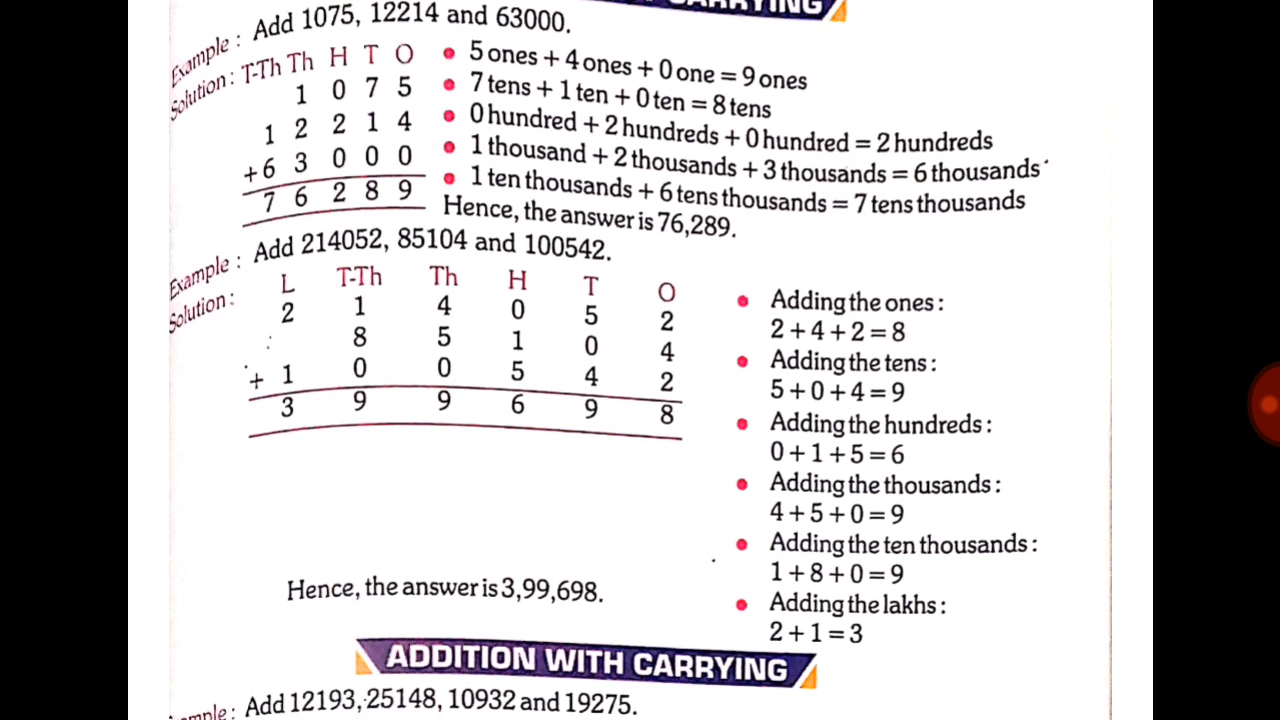 CARRYING
Example : Add 1075, 12214 and 63000.
Solution : T-Th Th H T O
1 0 7 5
1 2 2 1 4
+ 6 3 0 0 0
7 6 2 8 9
• 5 ones + 4 ones + 0 one = 9 ones
• 7 tens + 1 ten + 0 ten = 8 tens
• 0 hundred + 2 hundreds + 0 hundred = 2 hundreds
• 1 thousand + 2 thousands + 3 thousands = 6 thousands
• 1 ten thousands + 6 tens thousands = 7 tens thousands
Hence, the answer is 76,289.
Example : Add 214052, 85104 and 100542.
Solution : L T-Th Th H T O
2 1 4 0 5 2
8 5 1 0 4
+ 1 0 0 5 4 2
3 9 9 6 9 8
• Adding the ones :
2 + 4 + 2 = 8
• Adding the tens :
5 + 0 + 4 = 9
• Adding the hundreds :
0 + 1 + 5 = 6
• Adding the thousands :
4 + 5 + 0 = 9
• Adding the ten thousands :
1 + 8 + 0 = 9
• Adding the lakhs :
2 + 1 = 3
Hence, the answer is 3,99,698.
ADDITION WITH CARRYING
Example : Add 12193, 25148, 10932 and 19275.